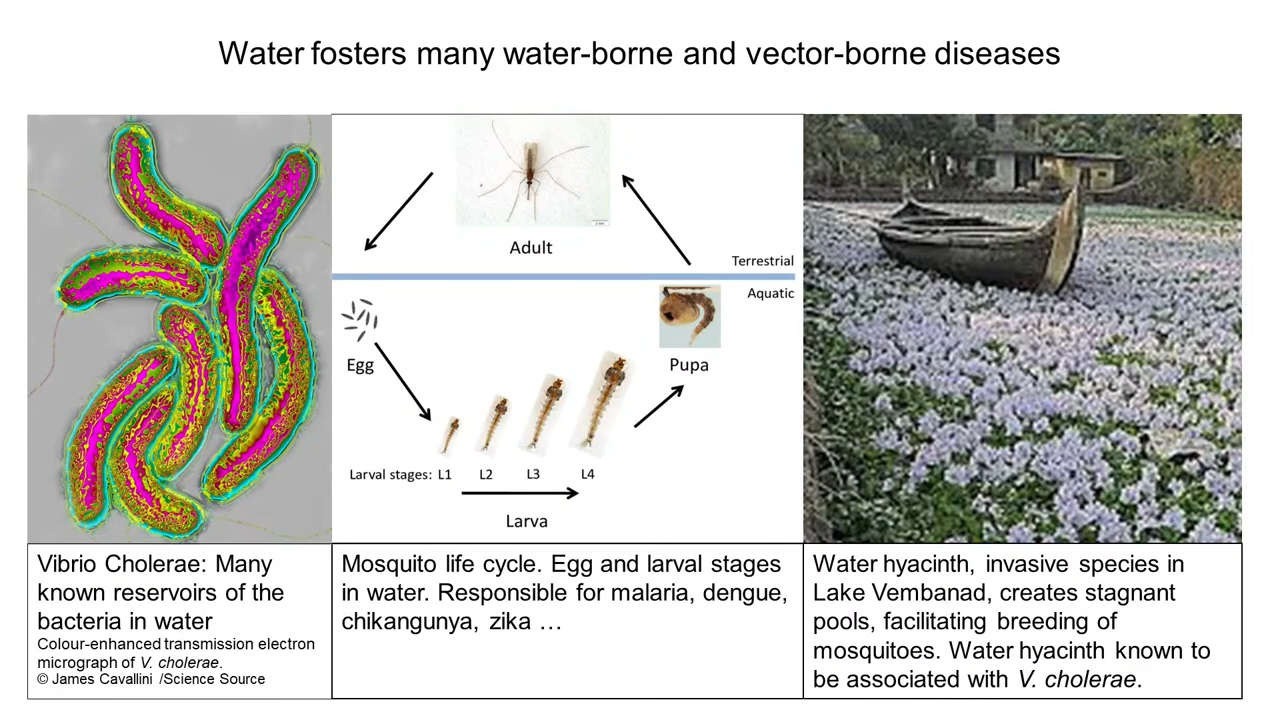 Water fosters many water-borne and vector-borne diseases
Adult
Terrestrial
Aquatic
Egg
Pupa
Larval stages: L1 L2 L3 L4
Larva
Vibrio Cholerae: Many
known reservoirs of the
bacteria in water
Colour-enhanced transmission electron
micrograph of V. cholerae.
© James Cavallini /Science Source
Mosquito life cycle. Egg and larval stages
in water. Responsible for malaria, dengue,
chikangunya, zika …
Water hyacinth, invasive species in
Lake Vembanad, creates stagnant
pools, facilitating breeding of
mosquitoes. Water hyacinth known to
be associated with V. cholerae.